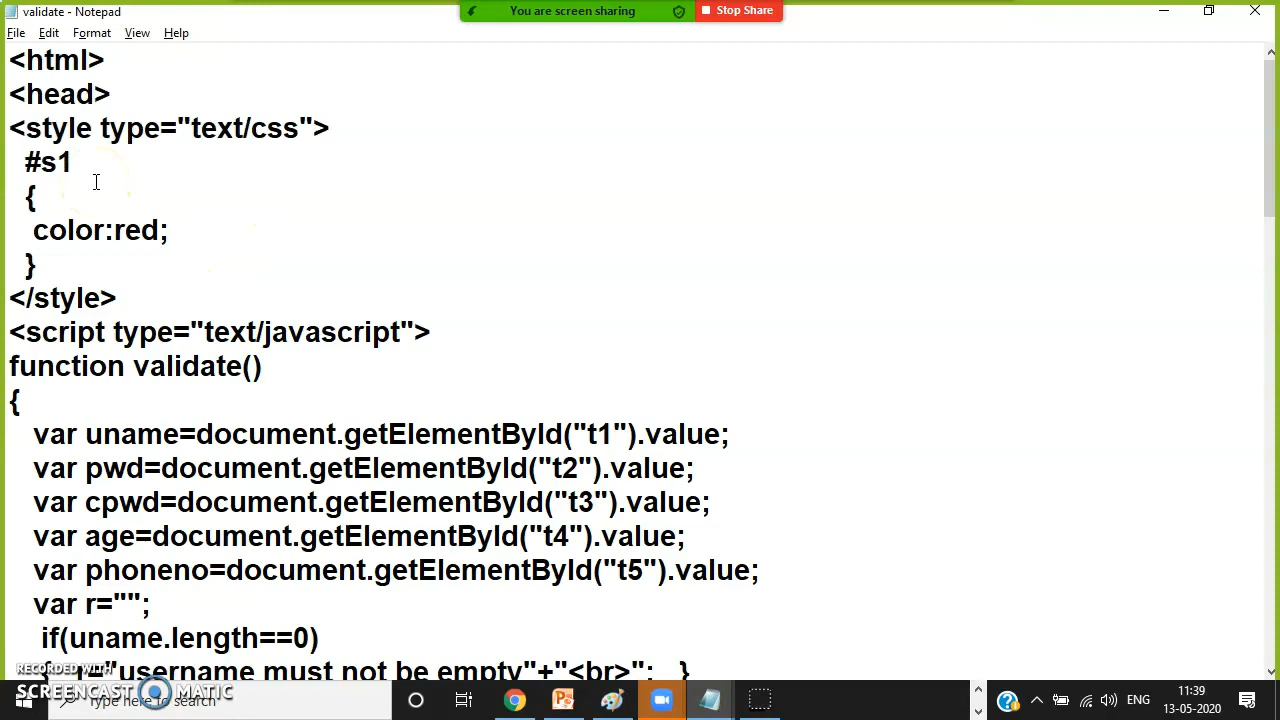 validate - Notepad
You are screen sharing
Stop Share
File Edit Format View Help
<html>
<head>
<style type="text/css">
#s1
{
color:red;
}
</style>
<script type="text/javascript">
function validate()
{
var uname=document.getElementById("t1").value;
var pwd=document.getElementById("t2").value;
var cpwd=document.getElementById("t3").value;
var age=document.getElementById("t4").value;
var phoneno=document.getElementById("t5").value;
var r="";
if(uname.length==0)
{ r="username must not be empty"+"<br>"; }
RECORDED WITH
SCREENCAST MATIC
Type here to search
ENG
11:39
13-05-2020